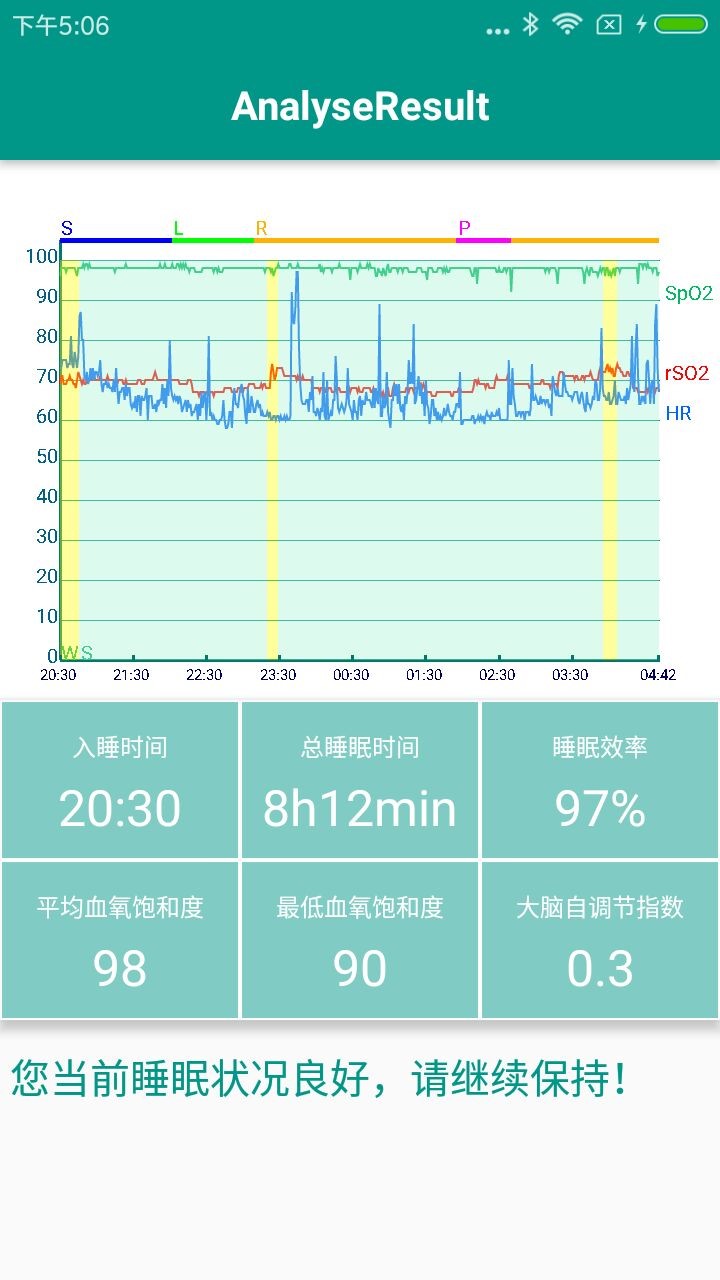 下午5:06
AnalyseResult
S L R P
100
90
SpO2
80
70
rSO2
60
HR
50
40
30
20
10
0
WS
20:30 21:30 22:30 23:30 00:30 01:30 02:30 03:30 04:42
入睡时间 总睡眠时间 睡眠效率
20:30 8h12min 97%
平均血氧饱和度 最低血氧饱和度 大脑自调节指数
98 90 0.3
您当前睡眠状况良好，请继续保持！